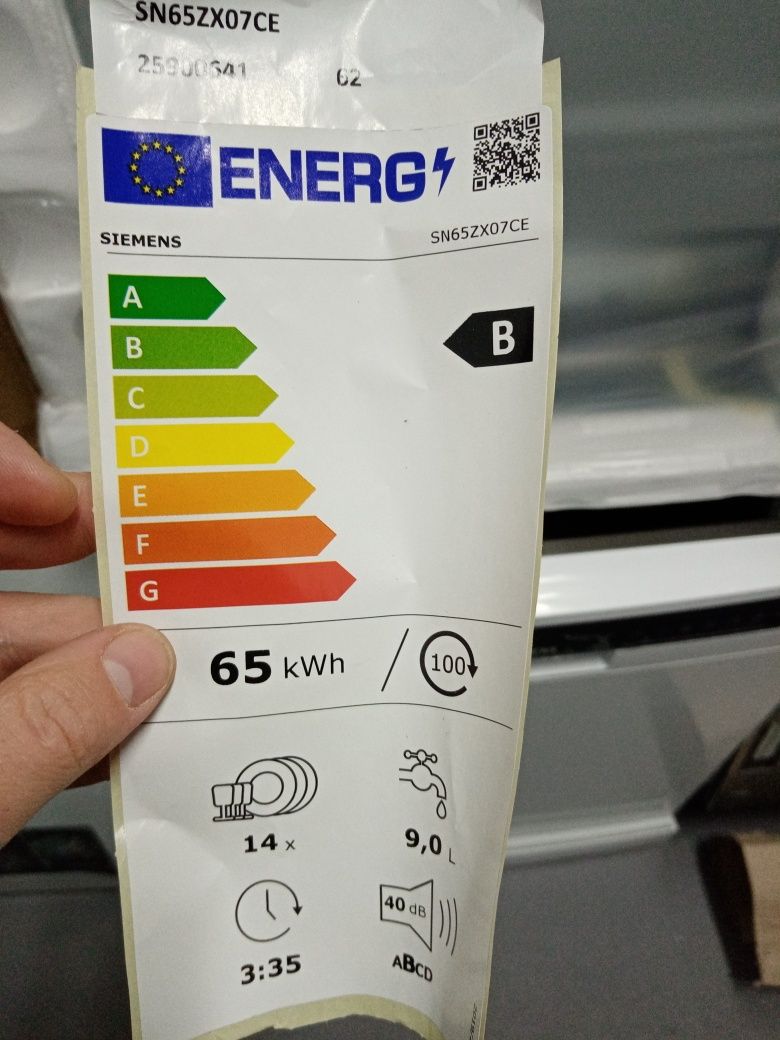 SN65ZX07CE
62
ENERG
SIEMENS SN65ZX07CE
A
B
B
C
D
E
F
G
65 kWh / 100
14 x
9,0 L
40 dB
3:35
ABCD